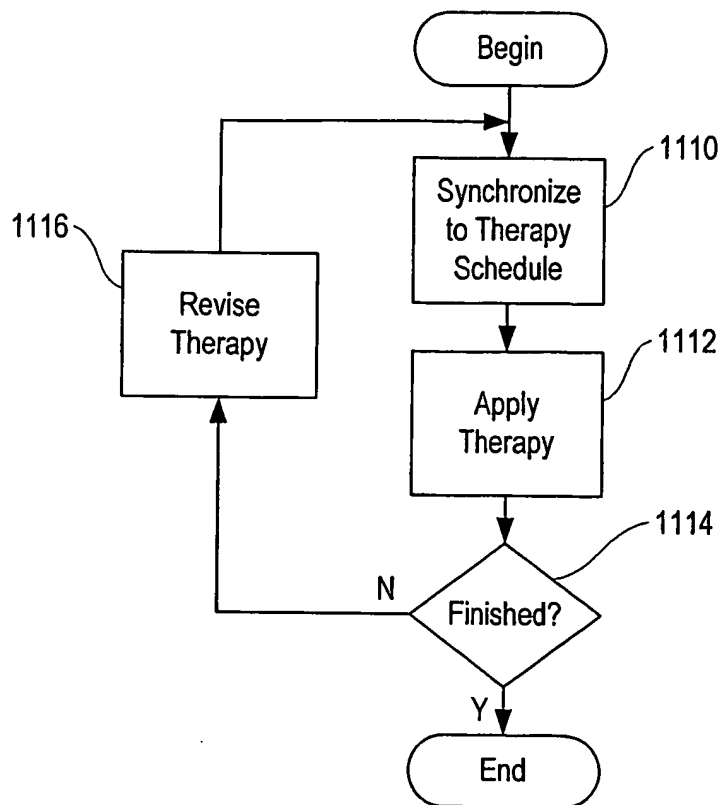 Begin
1110
Synchronize
to Therapy
Schedule
1116
Revise
Therapy
1112
Apply
Therapy
1114
N
Finished?
Y
End